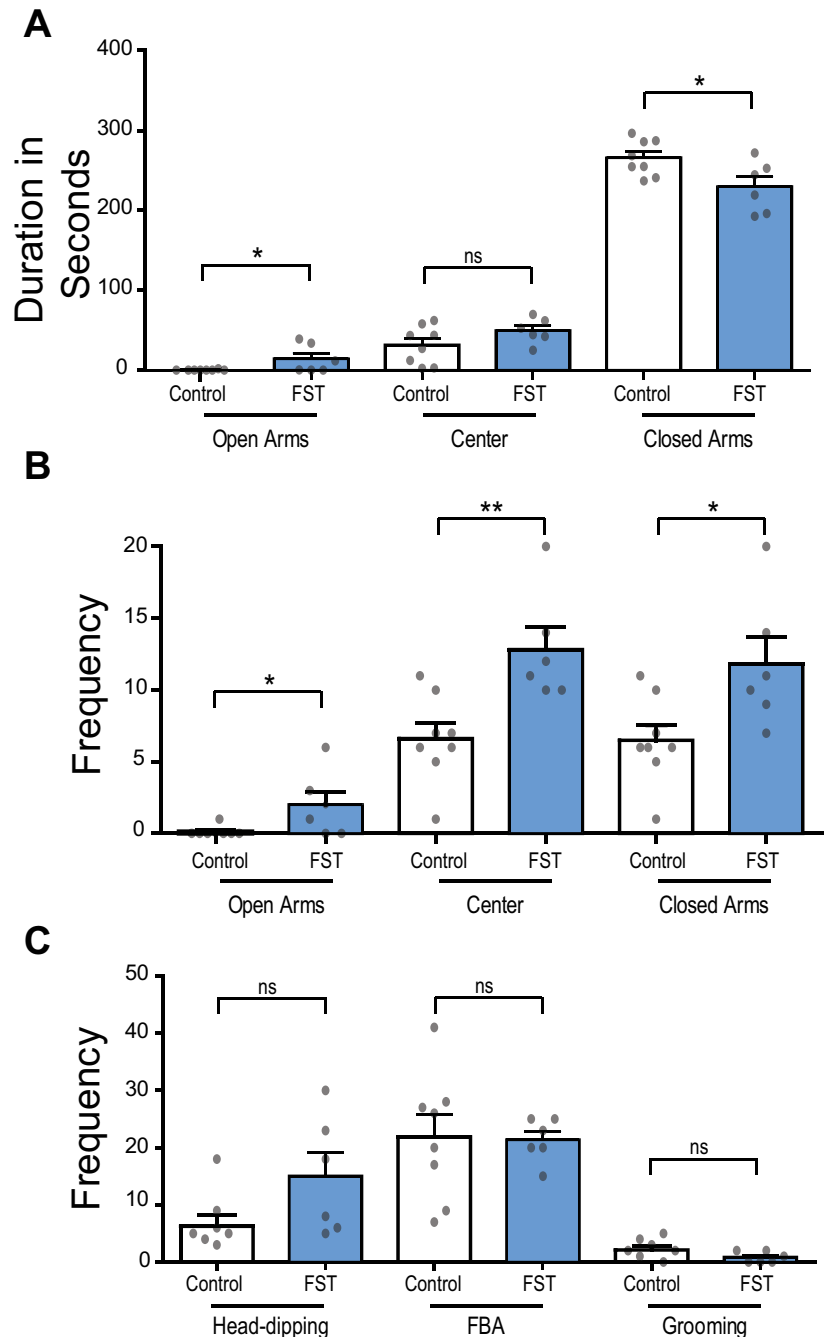 A
Duration in
Seconds
400
300
200
100
0
*
ns
*
Control FST Control FST Control FST
Open Arms Center Closed Arms
B
Frequency
20
15
10
5
0
*
**
*
Control FST Control FST Control FST
Open Arms Center Closed Arms
C
Frequency
50
40
30
20
10
0
ns
ns
ns
Control FST Control FST Control FST
Head-dipping FBA Grooming